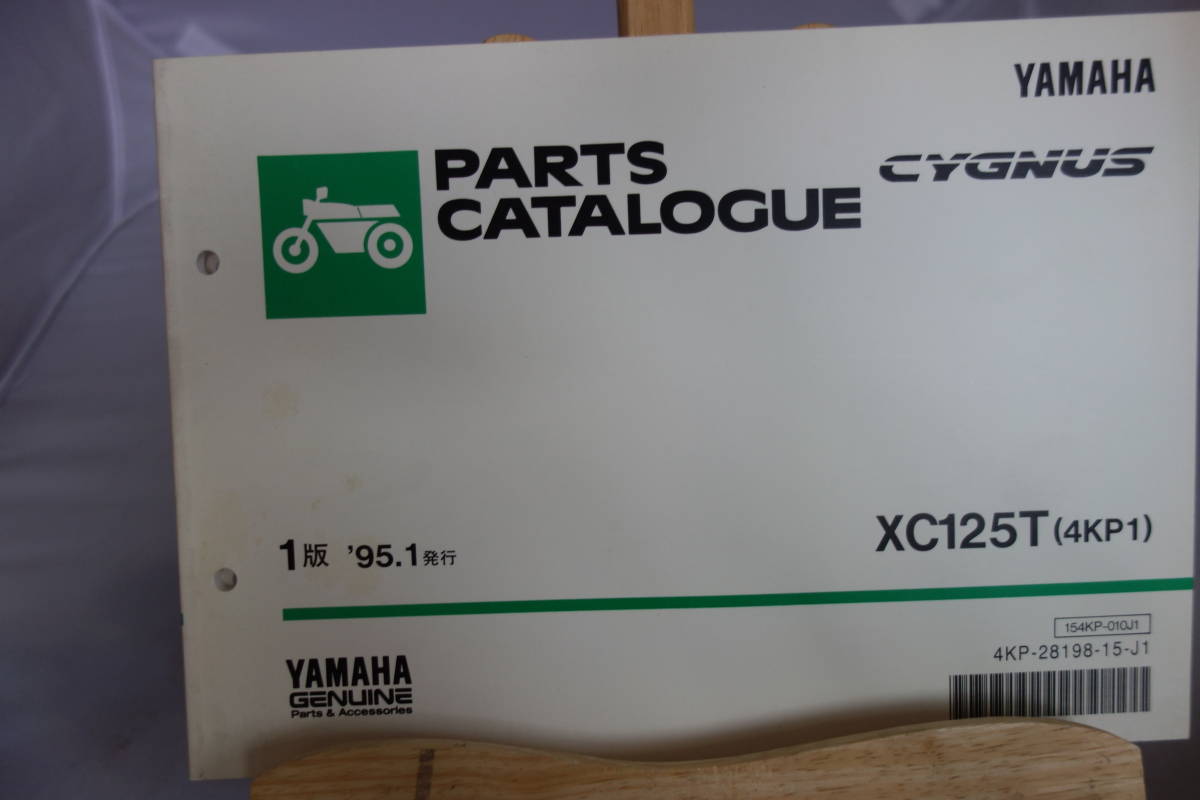 YAMAHA
PARTS
CATALOGUE
CYGNUS
1版 '95.1発行
XC125T (4KP1)
154KP-010J1
4KP-28198-15-J1
YAMAHA
GENUINE
Parts & Accessories